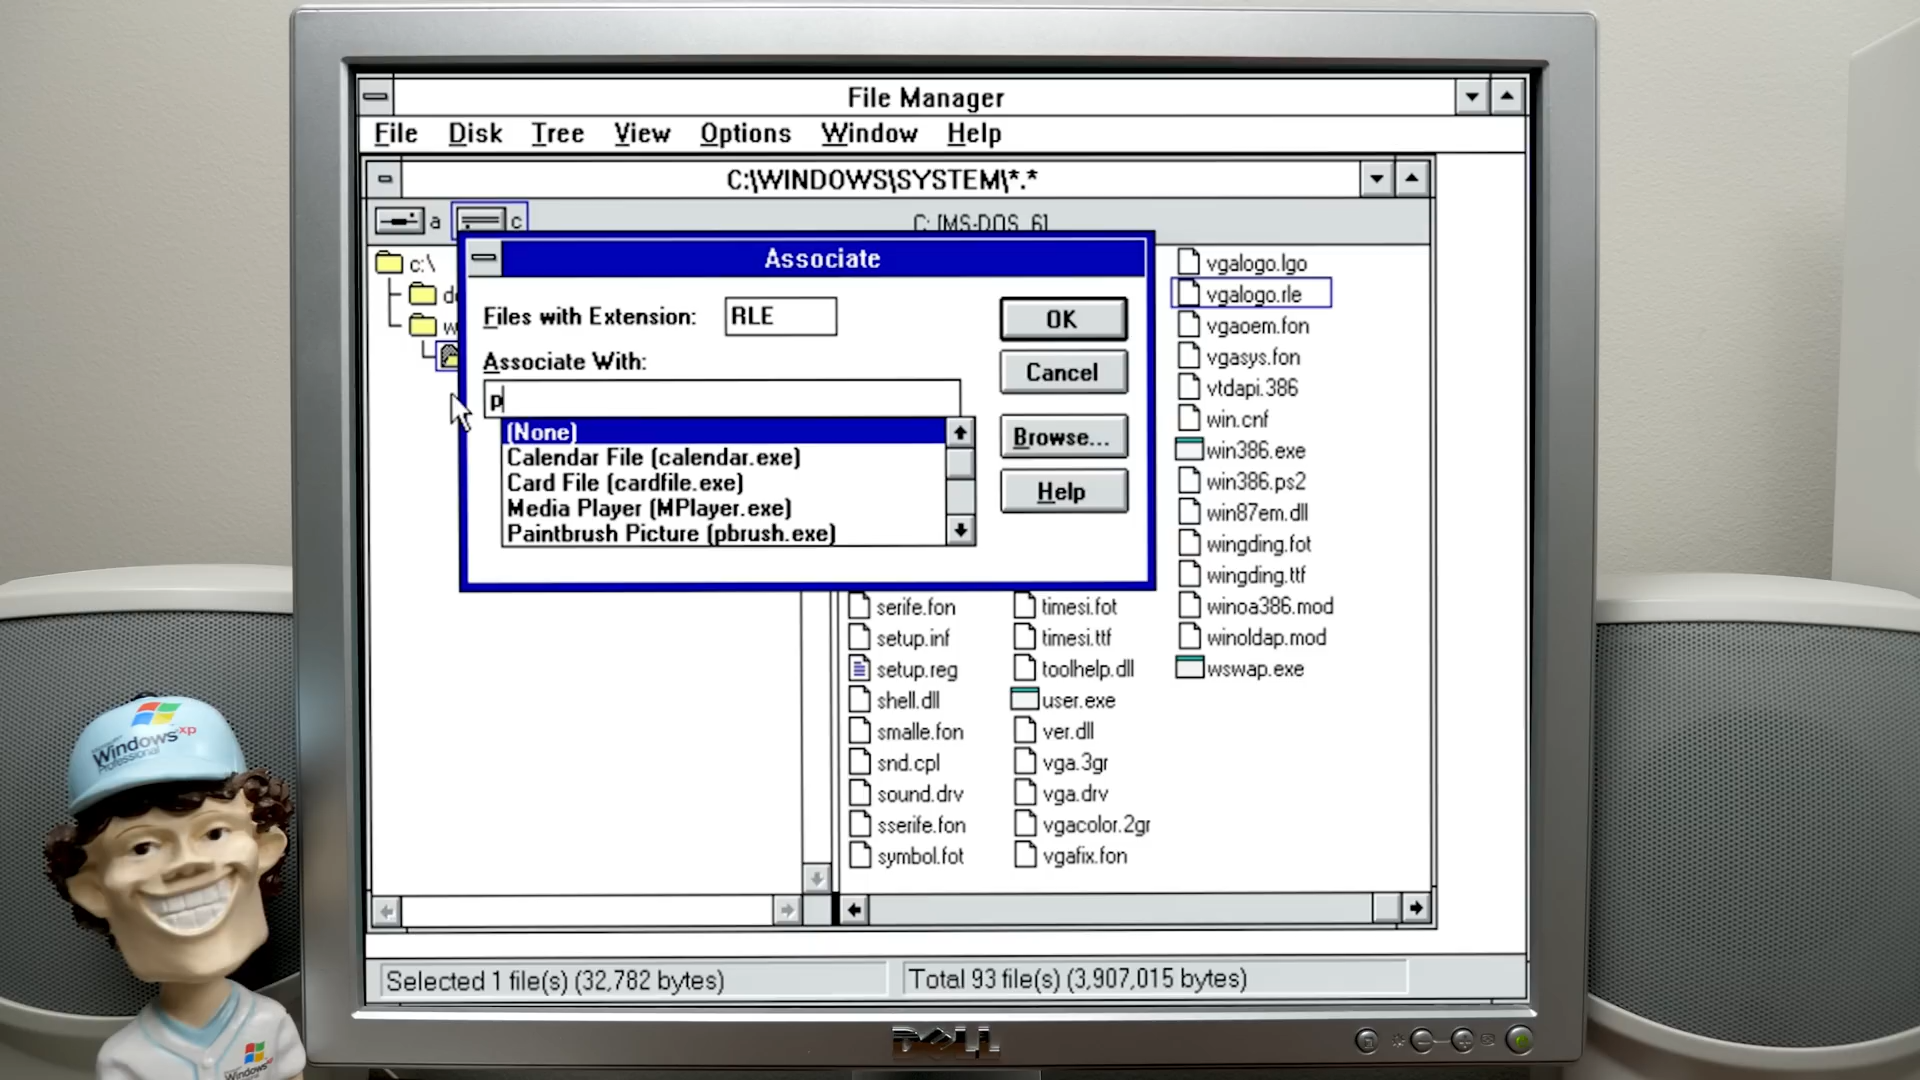 File Manager
File Disk Tree View Options Window Help
C:\WINDOWS\SYSTEM\*.*
a c C: [MS-DOS_6]
Associate
Files with Extension: RLE
Associate With:
p
(None)
Calendar File (calendar.exe)
Card File (cardfile.exe)
Media Player (MPlayer.exe)
Paintbrush Picture (pbrush.exe)
OK
Cancel
Browse...
Help
c:\
serife.fon
setup.inf
setup.reg
shell.dll
smalle.fon
snd.cpl
sound.drv
sserife.fon
symbol.fot
timesi.fot
timesi.ttf
toolhelp.dll
user.exe
ver.dll
vga.3gr
vga.drv
vgacolor.2gr
vgafix.fon
vgalogo.lgo
vgalogo.rle
vgaoem.fon
vgasys.fon
vtdapi.386
win.cnf
win386.exe
win386.ps2
win87em.dll
wingding.fot
wingding.ttf
winoa386.mod
winoldap.mod
wswap.exe
Selected 1 file(s) (32,782 bytes)
Total 93 file(s) (3,907,015 bytes)
DELL
Microsoft
Windows xp
Professional
Windows